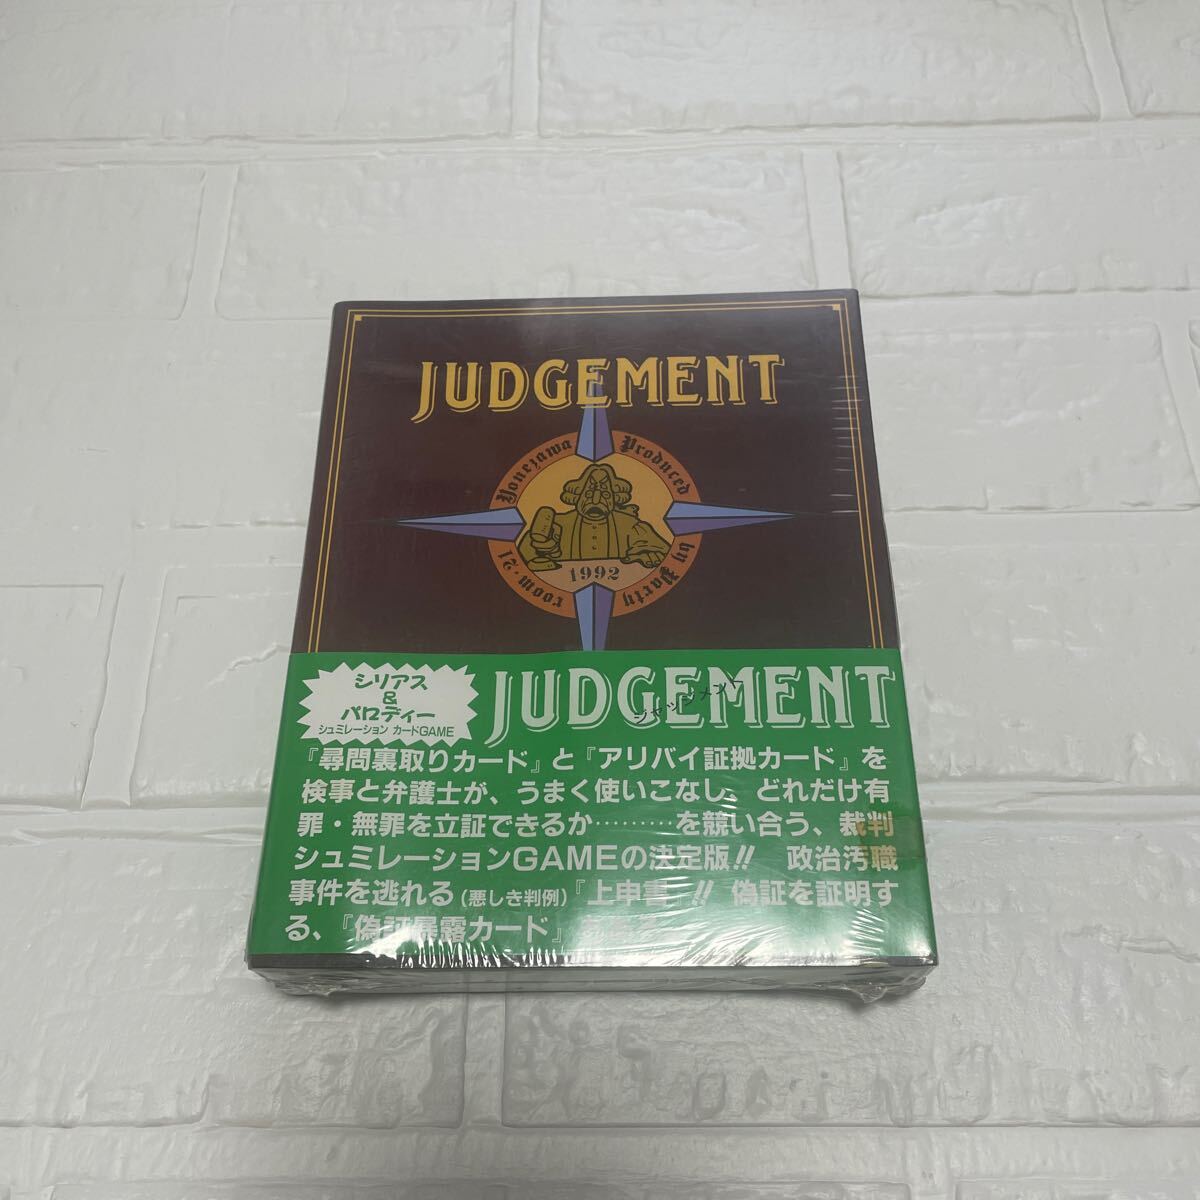 JUDGEMENT
Yonezawa Produced by Party room·21
1992
シリアス
&
パロディー
シュミレーション カードGAME
JUDGEMENT
ジャッジメント
『尋問裏取りカード』と『アリバイ証拠カード』を
検事と弁護士が、うまく使いこなし、どれだけ有
罪・無罪を立証できるか………を競い合う、裁判
シュミレーションGAMEの決定版!! 政治汚職
事件を逃れる(悪しき判例)『上申書』!! 偽証を証明す
る、『偽証暴露カード』